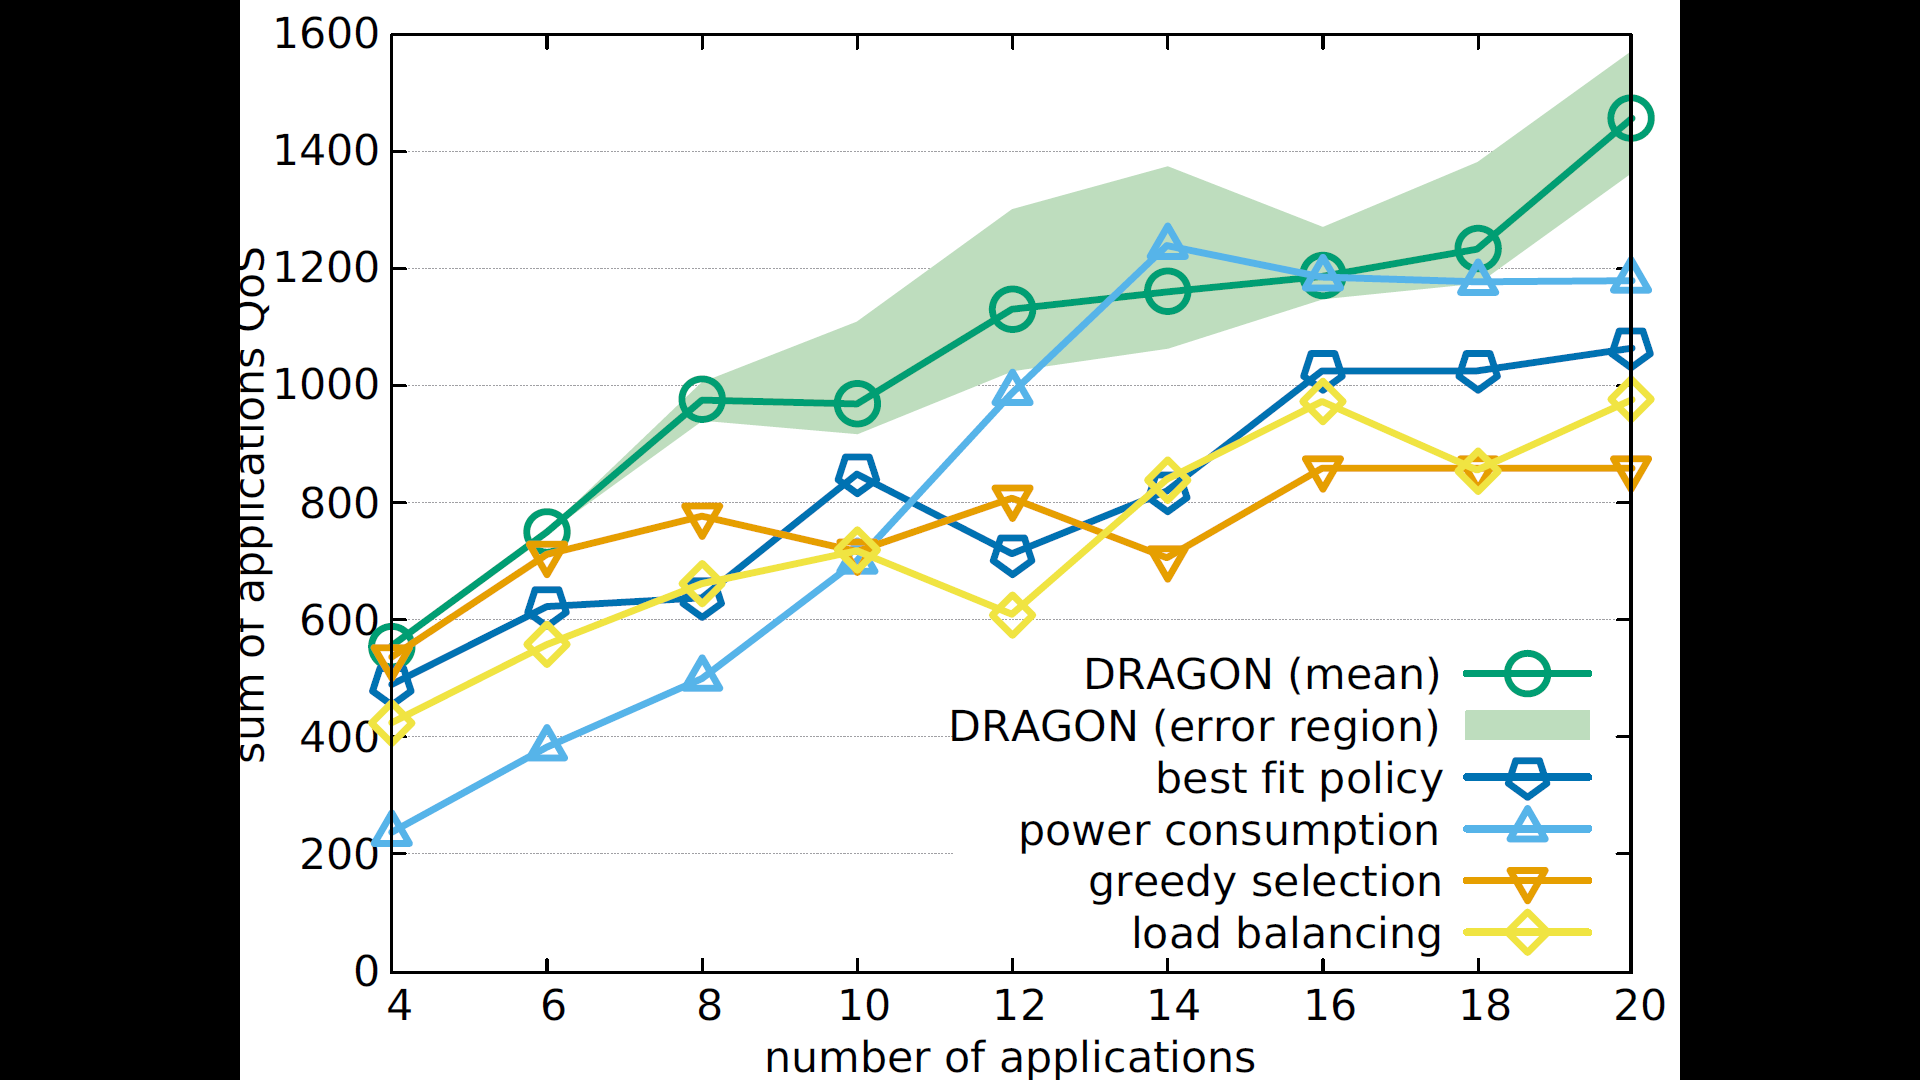 1600
1400
1200
1000
800
600
400
200
0
sum of applications QoS
DRAGON (mean)
DRAGON (error region)
best fit policy
power consumption
greedy selection
load balancing
4 6 8 10 12 14 16 18 20
number of applications